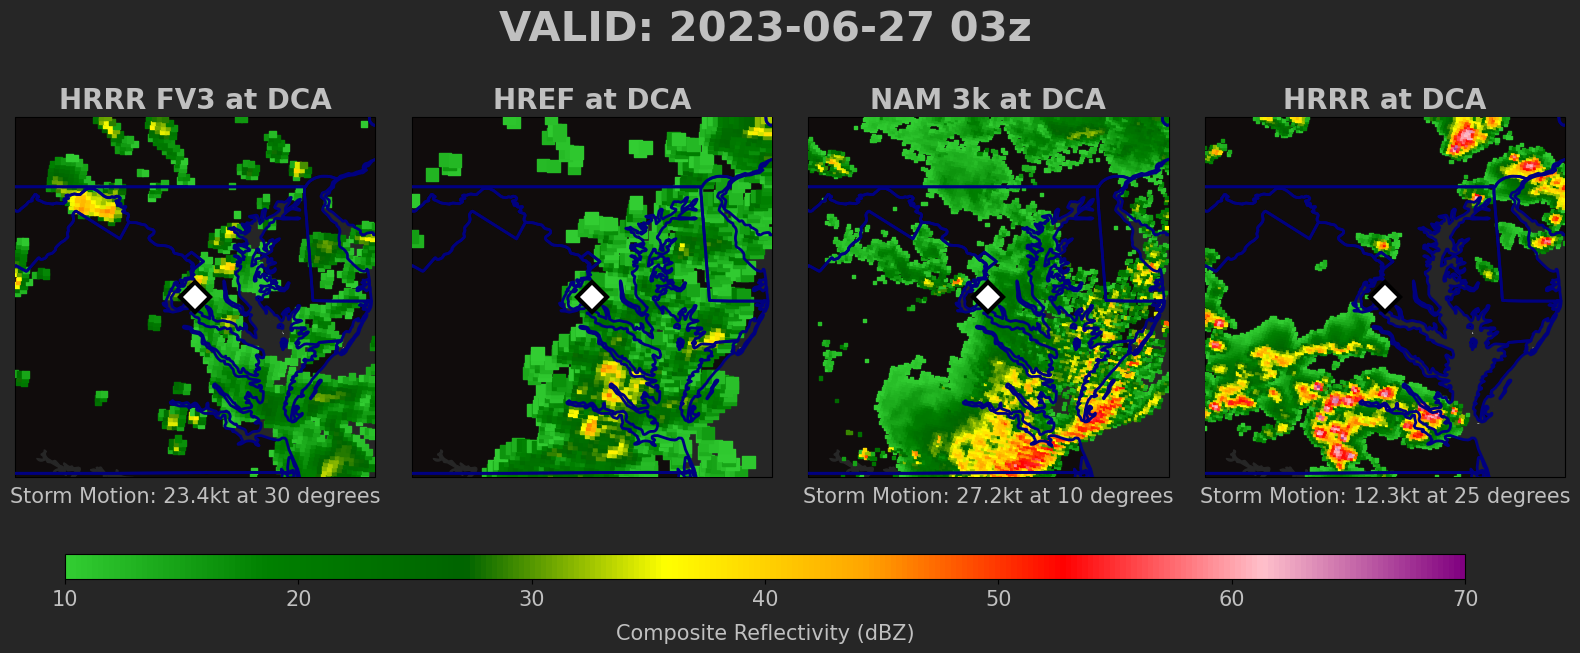 VALID: 2023-06-27 03z
HRRR FV3 at DCA
HREF at DCA
NAM 3k at DCA
HRRR at DCA
Storm Motion: 23.4kt at 30 degrees
Storm Motion: 27.2kt at 10 degrees
Storm Motion: 12.3kt at 25 degrees
10 20 30 40 50 60 70
Composite Reflectivity (dBZ)